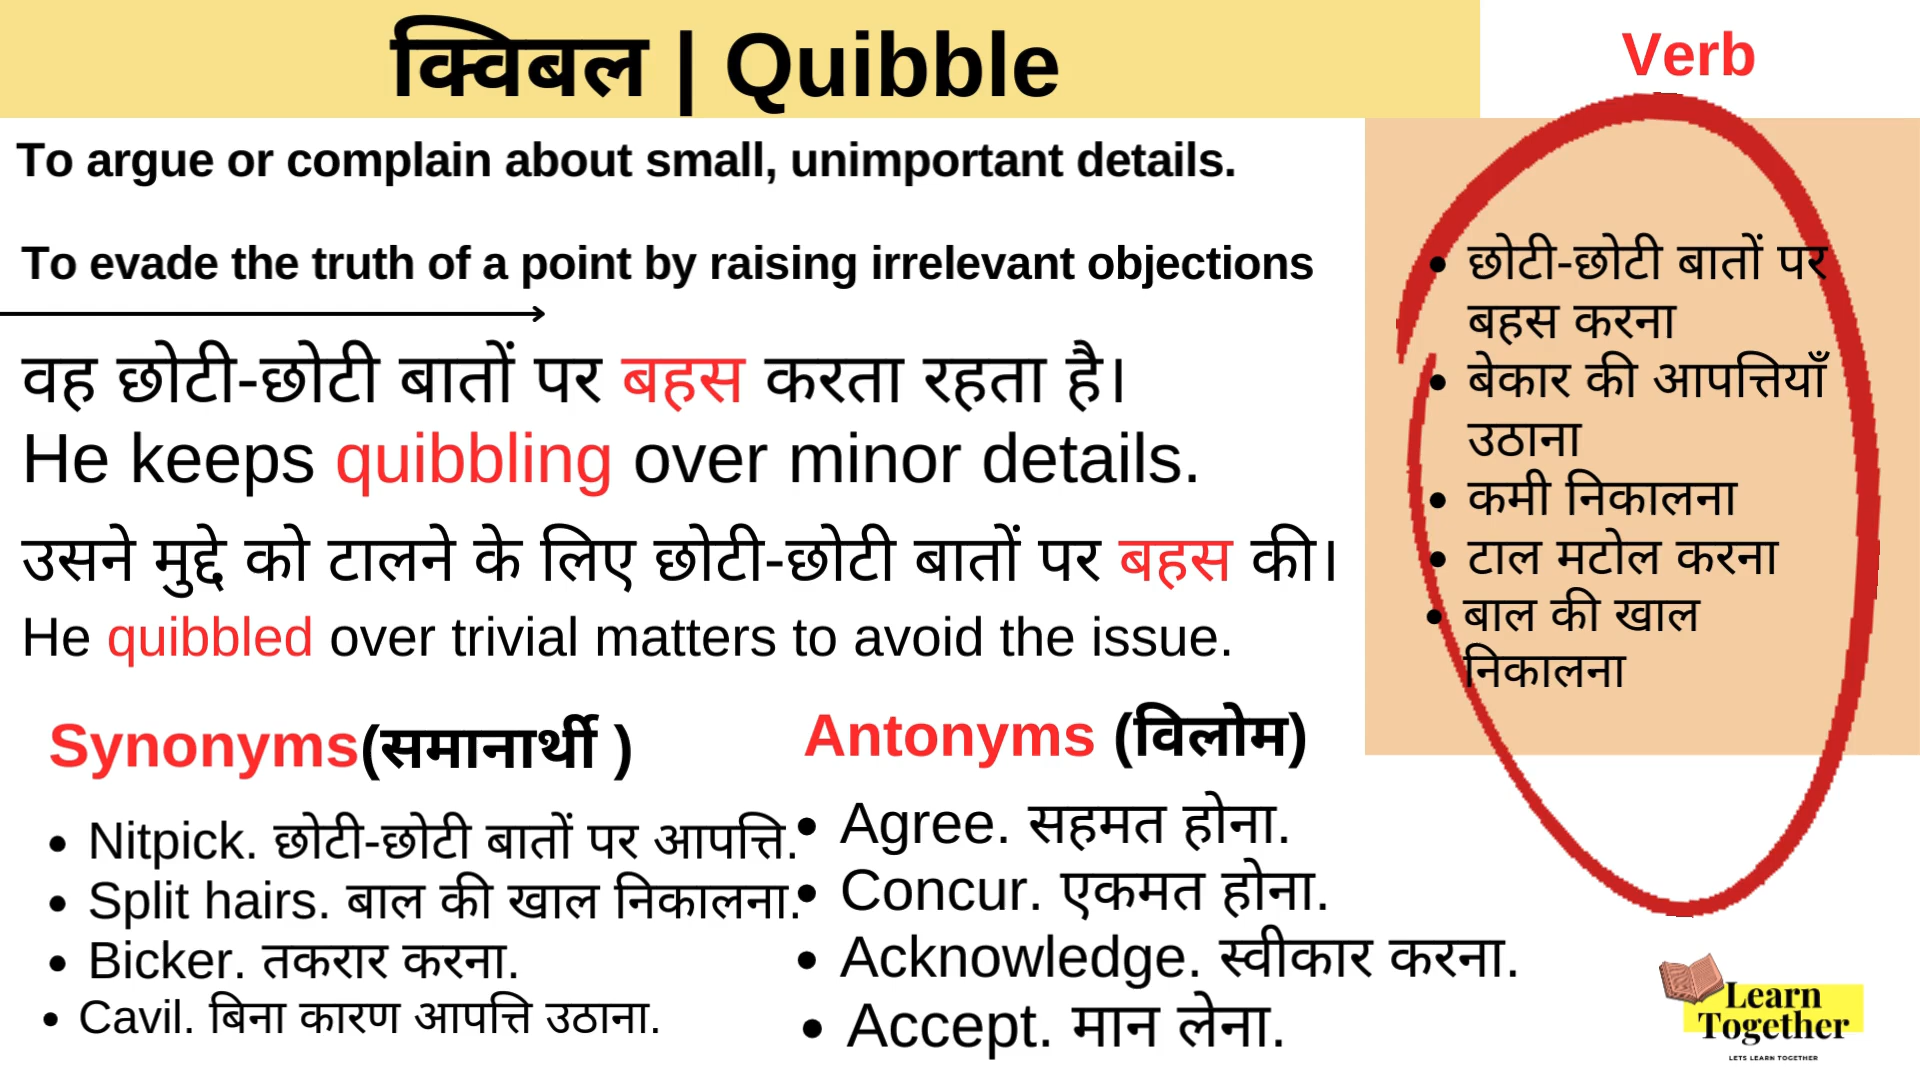 क्विबल | Quibble
Verb
To argue or complain about small, unimportant details.
To evade the truth of a point by raising irrelevant objections
वह छोटी-छोटी बातों पर बहस करता रहता है।
He keeps quibbling over minor details.
उसने मुद्दे को टालने के लिए छोटी-छोटी बातों पर बहस की।
He quibbled over trivial matters to avoid the issue.
• छोटी-छोटी बातों पर
बहस करना
• बेकार की आपत्तियाँ
उठाना
• कमी निकालना
• टाल मटोल करना
• बाल की खाल
निकालना
Synonyms(समानार्थी )
• Nitpick. छोटी-छोटी बातों पर आपत्ति.
• Split hairs. बाल की खाल निकालना.
• Bicker. तकरार करना.
• Cavil. बिना कारण आपत्ति उठाना.
Antonyms (विलोम)
• Agree. सहमत होना.
• Concur. एकमत होना.
• Acknowledge. स्वीकार करना.
• Accept. मान लेना.
Learn
Together
LETS LEARN TOGETHER